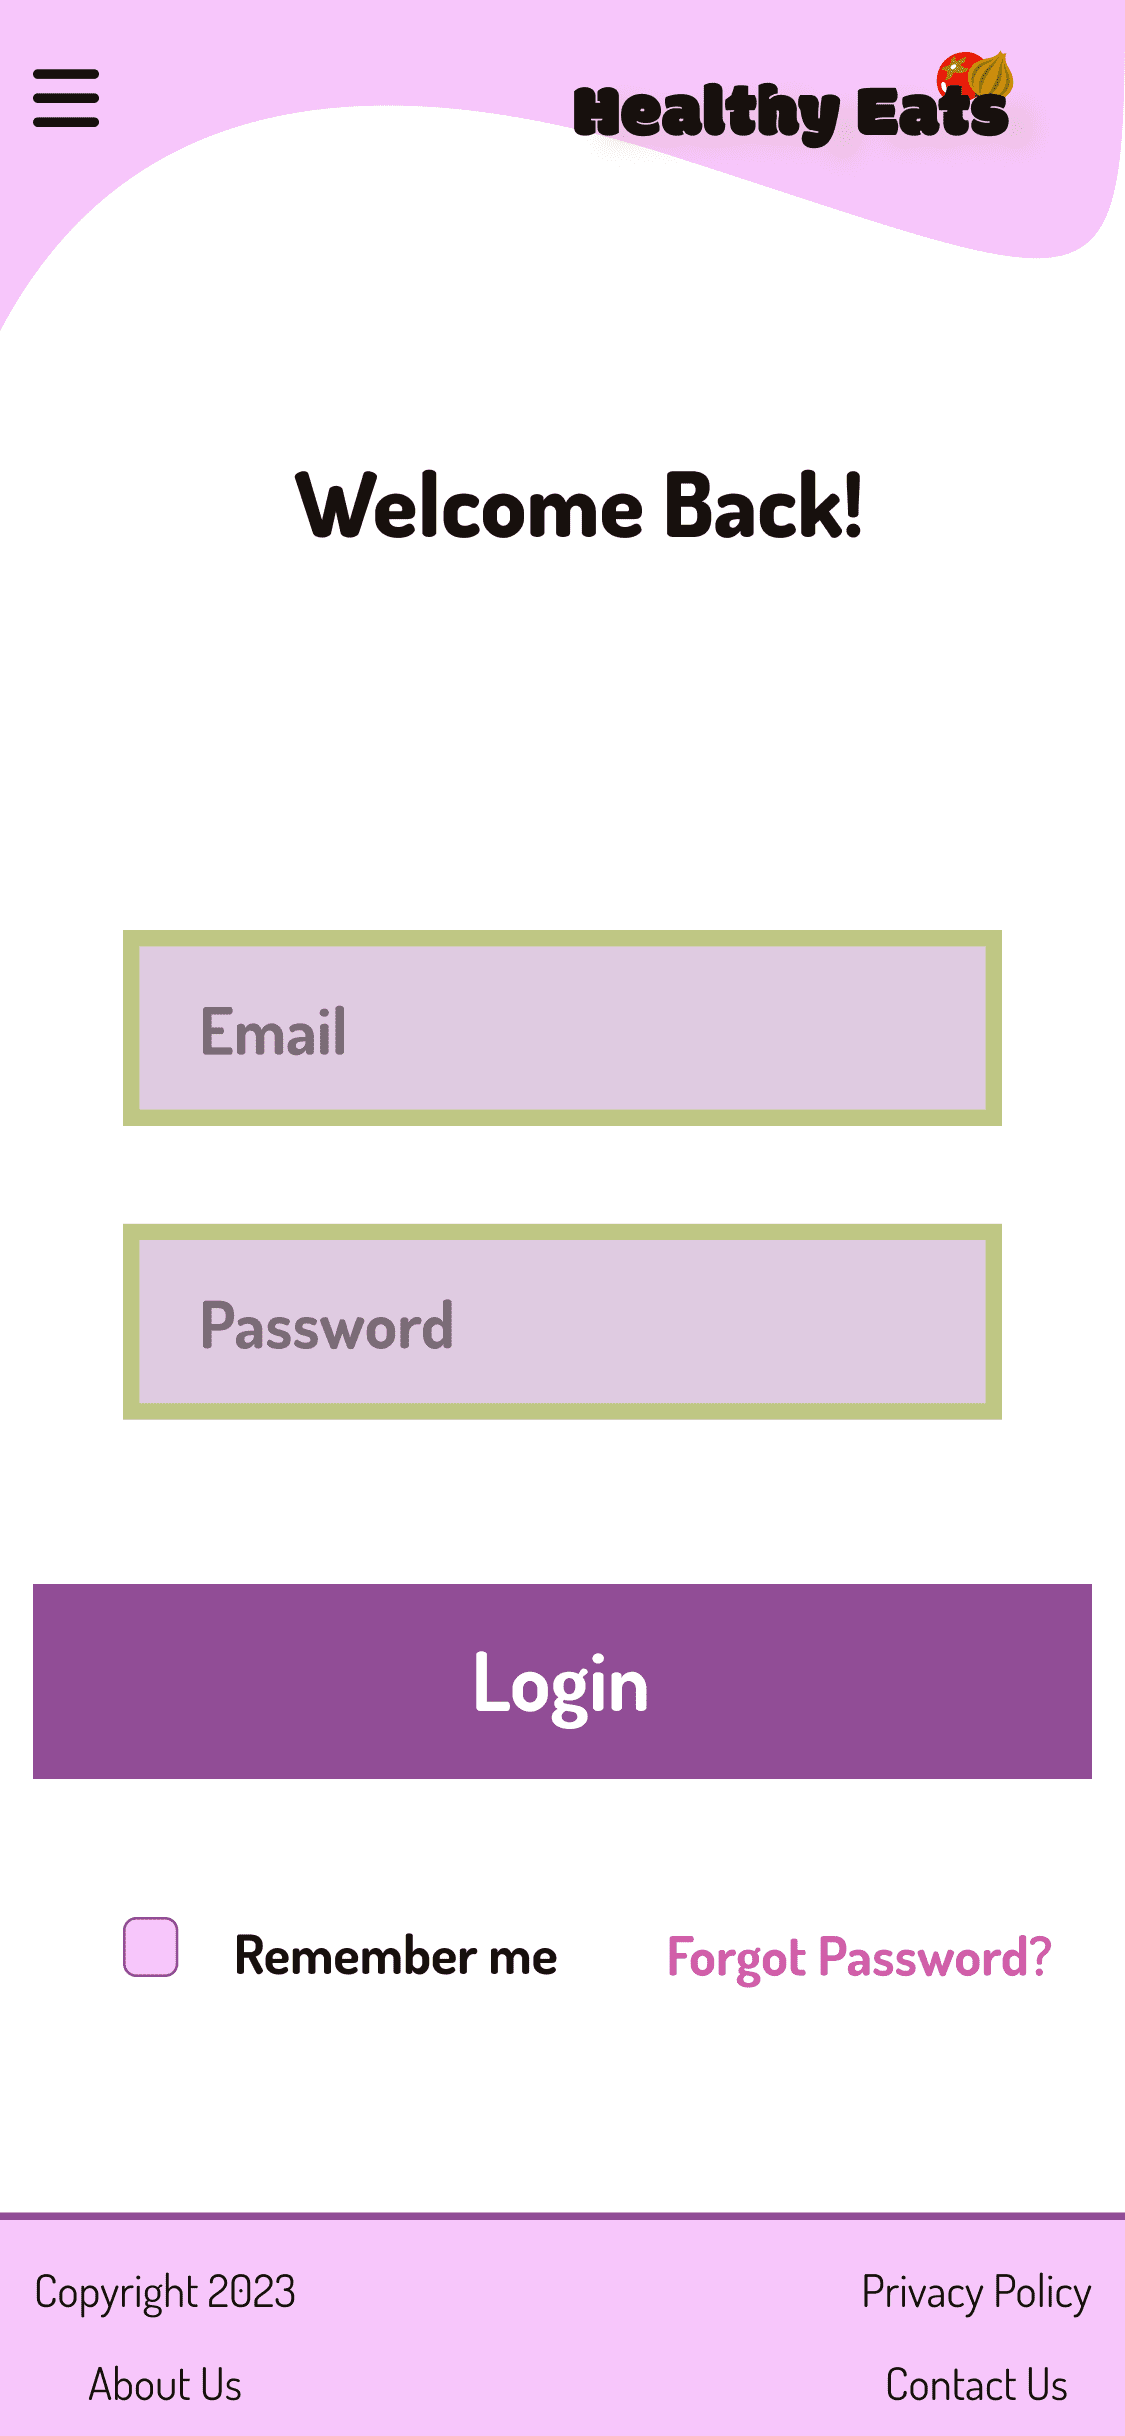 Healthy Eats
Welcome Back!
Email
Password
Login
Remember me
Forgot Password?
Copyright 2023
Privacy Policy
About Us
Contact Us